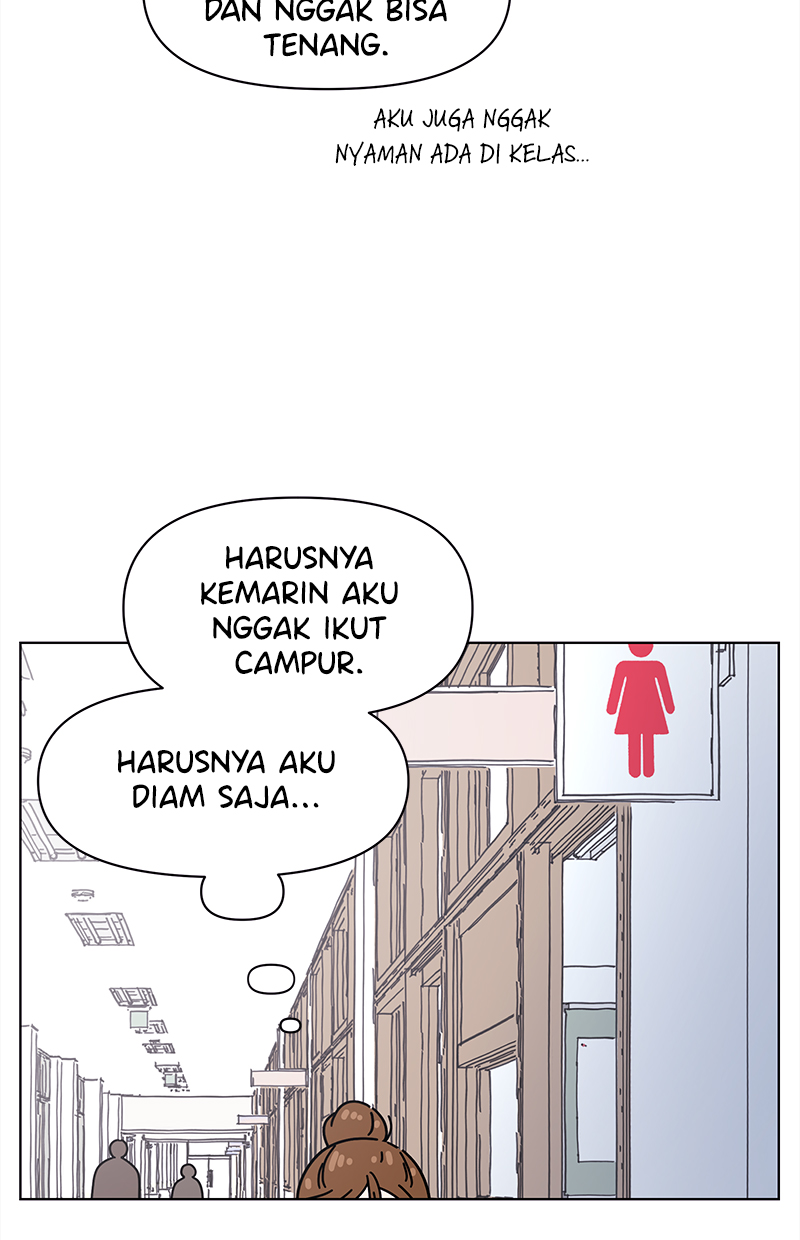 DAN NGGAK BISA
TENANG.
AKU JUGA NGGAK
NYAMAN ADA DI KELAS...
HARUSNYA
KEMARIN AKU
NGGAK IKUT
CAMPUR.
HARUSNYA AKU
DIAM SAJA...